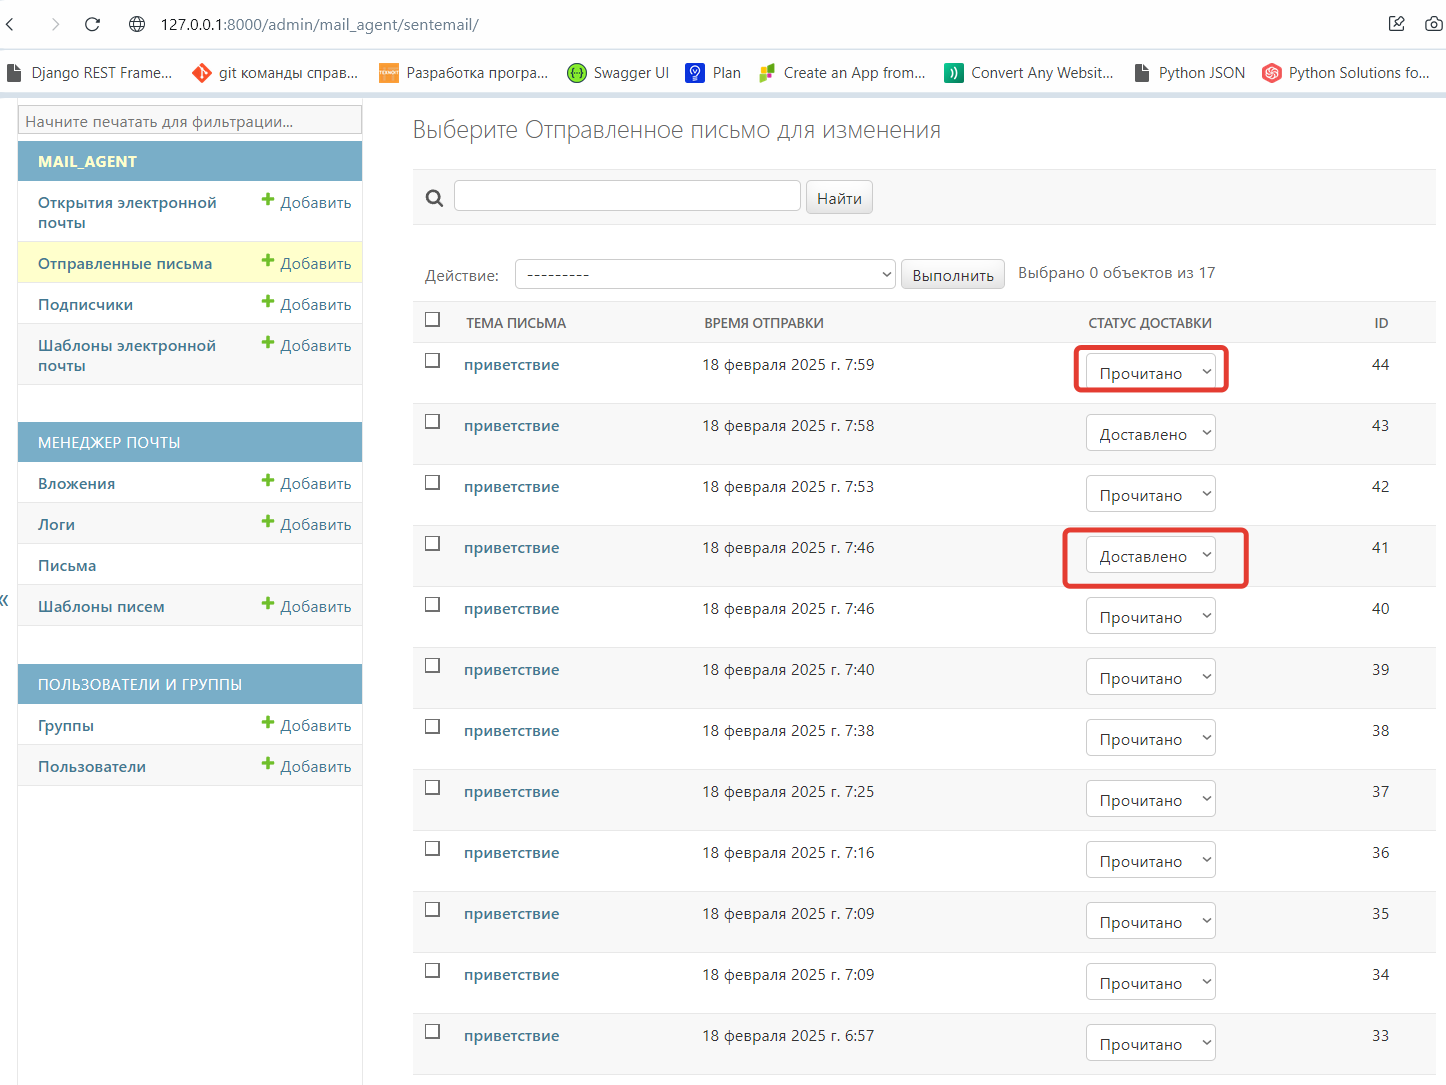 127.0.0.1:8000/admin/mail_agent/sentemail/
Django REST Frame... git команды справ... Разработка програ... Swagger UI Plan Create an App from... Convert Any Websit... Python JSON Python Solutions fo...
Начните печатать для фильтрации...
MAIL_AGENT
Открытия электронной почты Добавить
Отправленные письма Добавить
Подписчики Добавить
Шаблоны электронной почты Добавить
МЕНЕДЖЕР ПОЧТЫ
Вложения Добавить
Логи Добавить
Письма
Шаблоны писем Добавить
ПОЛЬЗОВАТЕЛИ И ГРУППЫ
Группы Добавить
Пользователи Добавить
«
Выберите Отправленное письмо для изменения
Найти
Действие: --------- Выполнить Выбрано 0 объектов из 17
ТЕМА ПИСЬМА ВРЕМЯ ОТПРАВКИ СТАТУС ДОСТАВКИ ID
приветствие 18 февраля 2025 г. 7:59 Прочитано 44
приветствие 18 февраля 2025 г. 7:58 Доставлено 43
приветствие 18 февраля 2025 г. 7:53 Прочитано 42
приветствие 18 февраля 2025 г. 7:46 Доставлено 41
приветствие 18 февраля 2025 г. 7:46 Прочитано 40
приветствие 18 февраля 2025 г. 7:40 Прочитано 39
приветствие 18 февраля 2025 г. 7:38 Прочитано 38
приветствие 18 февраля 2025 г. 7:25 Прочитано 37
приветствие 18 февраля 2025 г. 7:16 Прочитано 36
приветствие 18 февраля 2025 г. 7:09 Прочитано 35
приветствие 18 февраля 2025 г. 7:09 Прочитано 34
приветствие 18 февраля 2025 г. 6:57 Прочитано 33